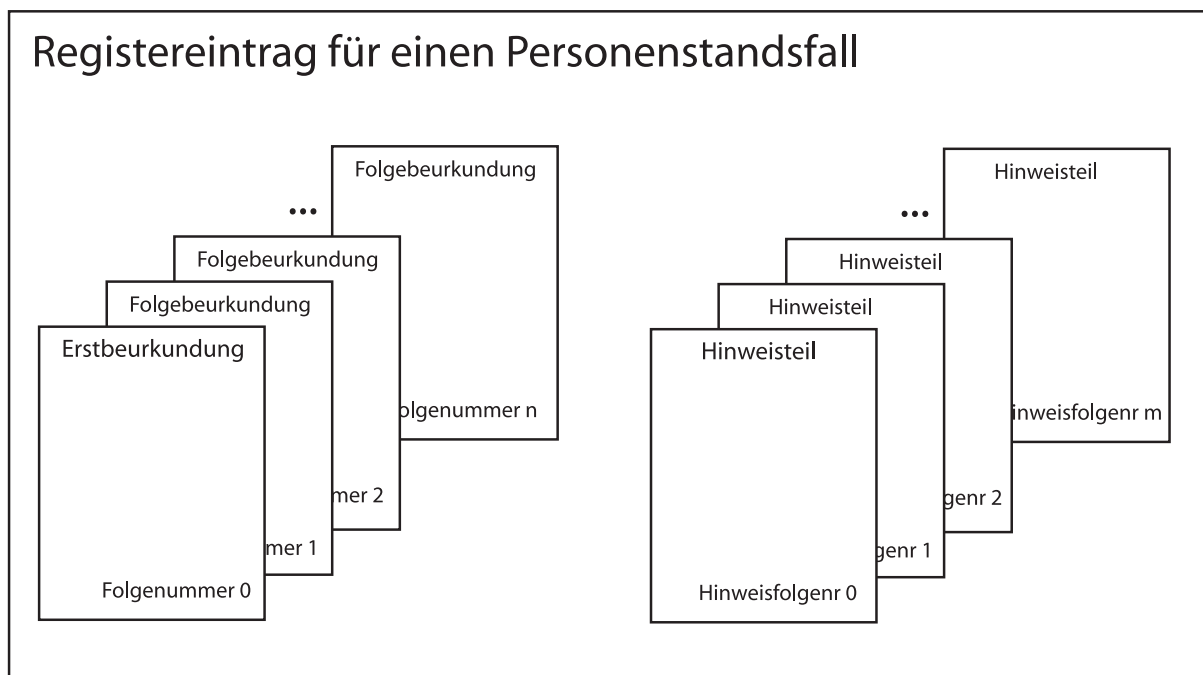 Registereintrag für einen Personenstandsfall
Folgebeurkundung
...
Folgebeurkundung
Folgebeurkundung
Erstbeurkundung
olgenummer n
mer 2
mer 1
Folgenummer 0
Hinweisteil
...
Hinweisteil
Hinweisteil
Hinweisteil
inweisfolgenr m
genr 2
genr 1
Hinweisfolgenr 0